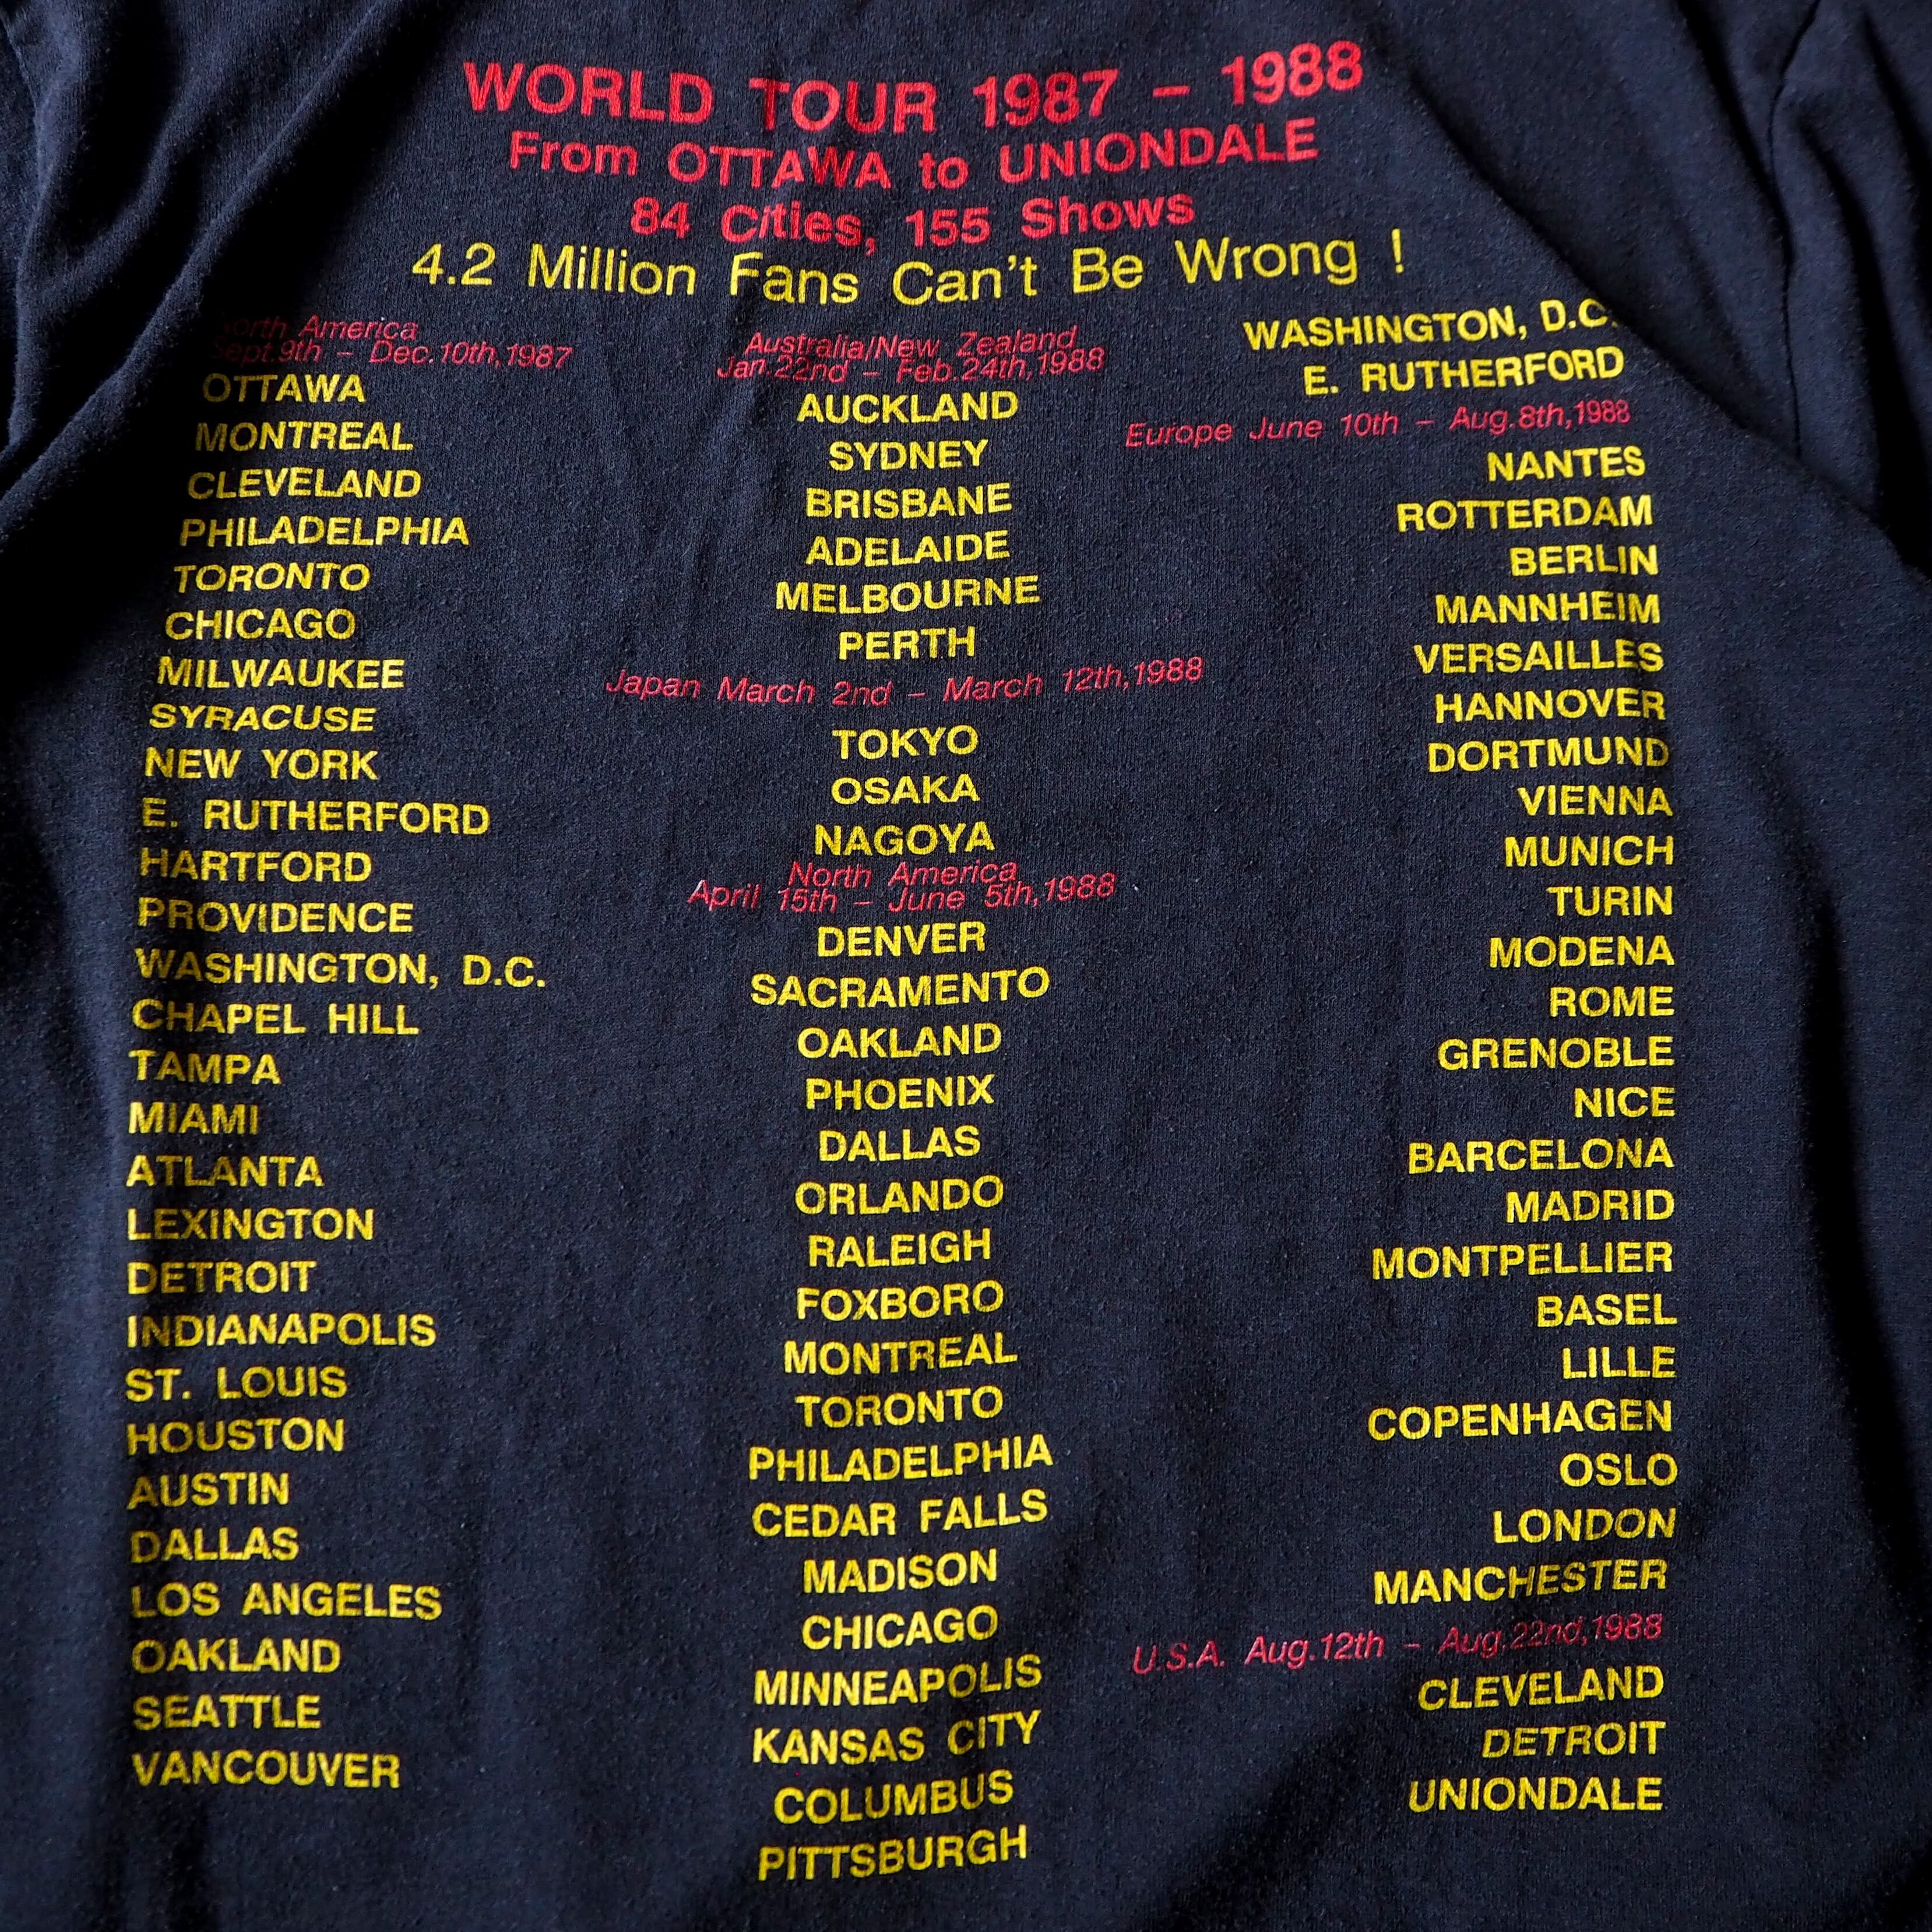 WORLD TOUR 1987 - 1988
From OTTAWA to UNIONDALE
84 Cities, 155 Shows
4.2 Million Fans Can't Be Wrong !
North America
Sept.9th - Dec.10th,1987
OTTAWA
MONTREAL
CLEVELAND
PHILADELPHIA
TORONTO
CHICAGO
MILWAUKEE
SYRACUSE
NEW YORK
E. RUTHERFORD
HARTFORD
PROVIDENCE
WASHINGTON, D.C.
CHAPEL HILL
TAMPA
MIAMI
ATLANTA
LEXINGTON
DETROIT
INDIANAPOLIS
ST. LOUIS
HOUSTON
AUSTIN
DALLAS
LOS ANGELES
OAKLAND
SEATTLE
VANCOUVER
Australia/New Zealand
Jan.22nd - Feb.24th,1988
AUCKLAND
SYDNEY
BRISBANE
ADELAIDE
MELBOURNE
PERTH
Japan March 2nd - March 12th,1988
TOKYO
OSAKA
NAGOYA
North America
April 15th - June 5th,1988
DENVER
SACRAMENTO
OAKLAND
PHOENIX
DALLAS
ORLANDO
RALEIGH
FOXBORO
MONTREAL
TORONTO
PHILADELPHIA
CEDAR FALLS
MADISON
CHICAGO
MINNEAPOLIS
KANSAS CITY
COLUMBUS
PITTSBURGH
WASHINGTON, D.C.
E. RUTHERFORD
Europe June 10th - Aug.8th,1988
NANTES
ROTTERDAM
BERLIN
MANNHEIM
VERSAILLES
HANNOVER
DORTMUND
VIENNA
MUNICH
TURIN
MODENA
ROME
GRENOBLE
NICE
BARCELONA
MADRID
MONTPELLIER
BASEL
LILLE
COPENHAGEN
OSLO
LONDON
MANCHESTER
U.S.A. Aug.12th - Aug.22nd,1988
CLEVELAND
DETROIT
UNIONDALE